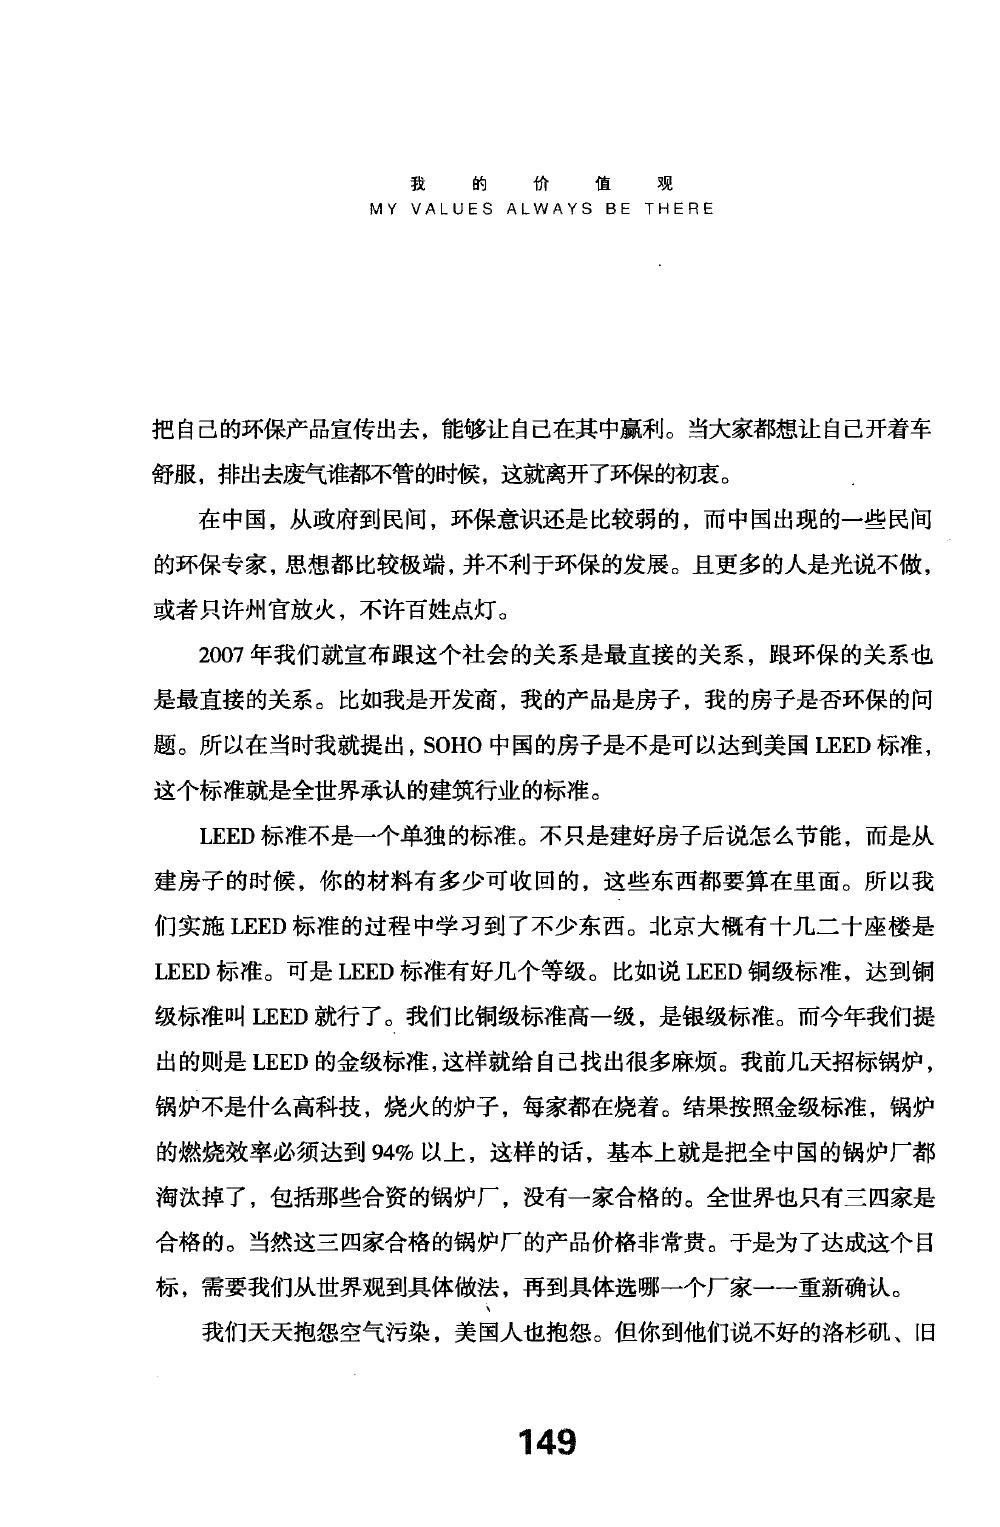 我的价值观
MY VALUES ALWAYS BE THERE
把自己的环保产品宣传出去，能够让自己在其中赢利。当大家都想让自己开着车
舒服，排出去废气谁都不管的时候，这就离开了环保的初衷。
在中国，从政府到民间，环保意识还是比较弱的，而中国出现的一些民间
的环保专家，思想都比较极端，并不利于环保的发展。且更多的人是光说不做，
或者只许州官放火，不许百姓点灯。
2007 年我们就宣布跟这个社会的关系是最直接的关系，跟环保的关系也
是最直接的关系。比如我是开发商，我的产品是房子，我的房子是否环保的问
题。所以在当时我就提出，SOHO 中国的房子是不是可以达到美国 LEED 标准，
这个标准就是全世界承认的建筑行业的标准。
LEED 标准不是一个单独的标准。不只是建好房子后说怎么节能，而是从
建房子的时候，你的材料有多少可收回的，这些东西都要算在里面。所以我
们实施 LEED 标准的过程中学习到了不少东西。北京大概有十几二十座楼是
LEED 标准。可是 LEED 标准有好几个等级。比如说 LEED 铜级标准，达到铜
级标准叫 LEED 就行了。我们比铜级标准高一级，是银级标准。而今年我们提
出的则是 LEED 的金级标准，这样就给自己找出很多麻烦。我前几天招标锅炉，
锅炉不是什么高科技，烧火的炉子，每家都在烧着。结果按照金级标准，锅炉
的燃烧效率必须达到 94% 以上，这样的话，基本上就是把全中国的锅炉厂都
淘汰掉了，包括那些合资的锅炉厂，没有一家合格的。全世界也只有三四家是
合格的。当然这三四家合格的锅炉厂的产品价格非常贵。于是为了达成这个目
标，需要我们从世界观到具体做法，再到具体选哪一个厂家一一重新确认。
我们天天抱怨空气污染，美国人也抱怨。但你到他们说不好的洛杉矶、旧
149